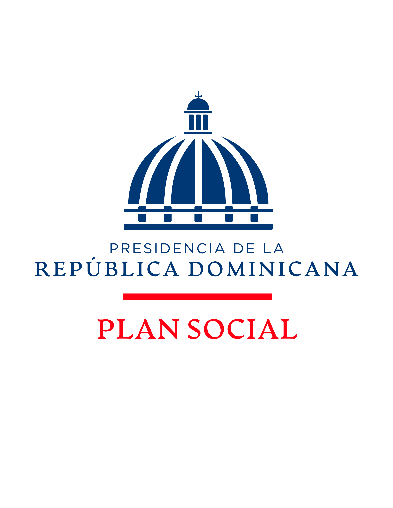 PRESIDENCIA DE LA
REPÚBLICA DOMINICANA
PLAN SOCIAL